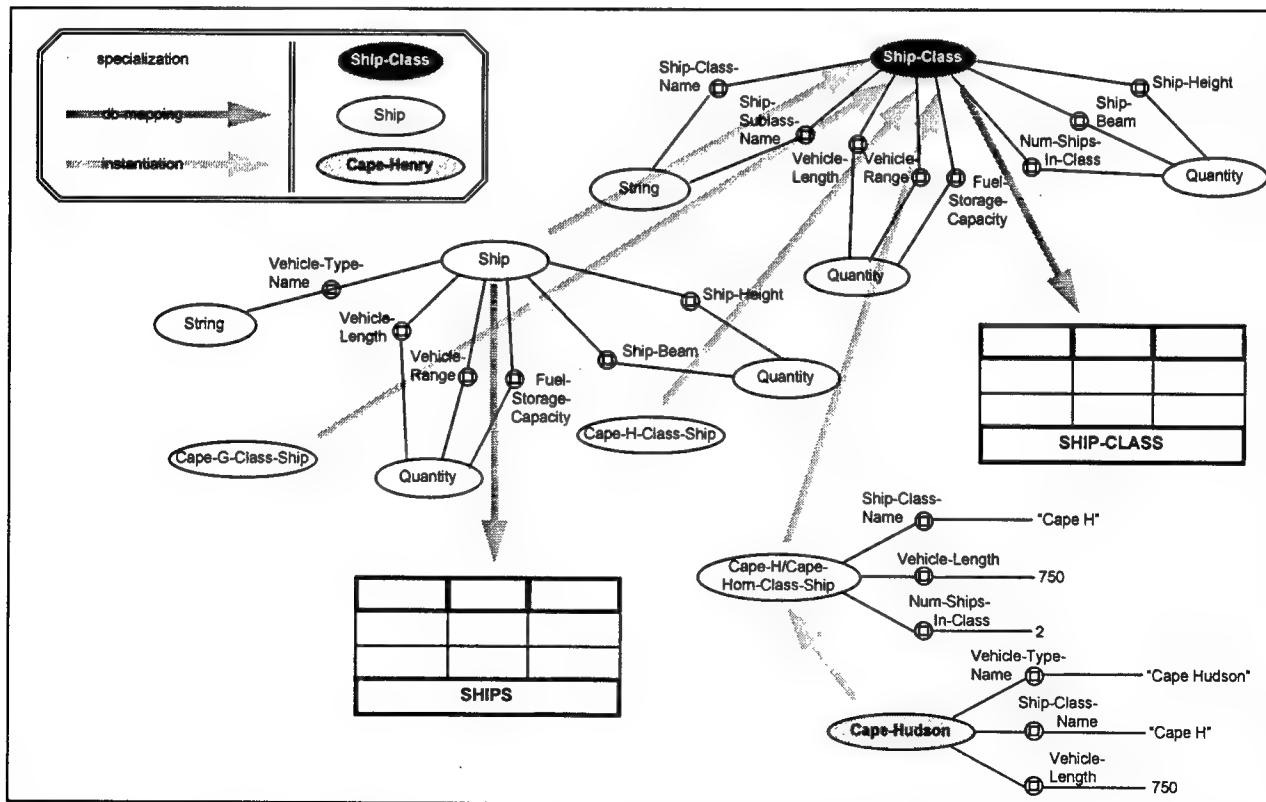 specialization
db-mapping
instantiation
Ship-Class
Ship
Cape-Henry
Ship-Class
Ship-Class-
Name
Ship-
Sublass-
Name
Vehicle-
Length
Vehicle-
Range
Fuel-
Storage-
Capacity
Num-Ships-
In-Class
Ship-
Beam
Ship-Height
String
Quantity
Quantity
Ship
Vehicle-Type-
Name
String
Vehicle-
Length
Vehicle-
Range
Fuel-
Storage-
Capacity
Ship-Beam
Ship-Height
Quantity
Quantity
Cape-G-Class-Ship
Cape-H-Class-Ship
SHIP-CLASS
SHIPS
Cape-H/Cape-
Horn-Class-Ship
Ship-Class-
Name
"Cape H"
Vehicle-Length
750
Num-Ships-
In-Class
2
Cape-Hudson
Vehicle-Type-
Name
"Cape Hudson"
Ship-Class-
Name
"Cape H"
Vehicle-
Length
750